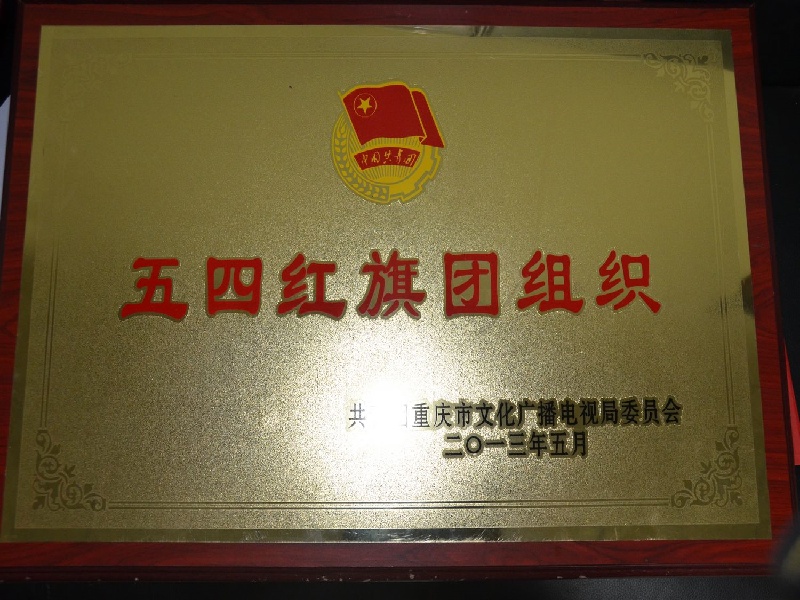 中国共青团
五四红旗团组织
共 重庆市文化广播电视局委员会
二〇一三年五月